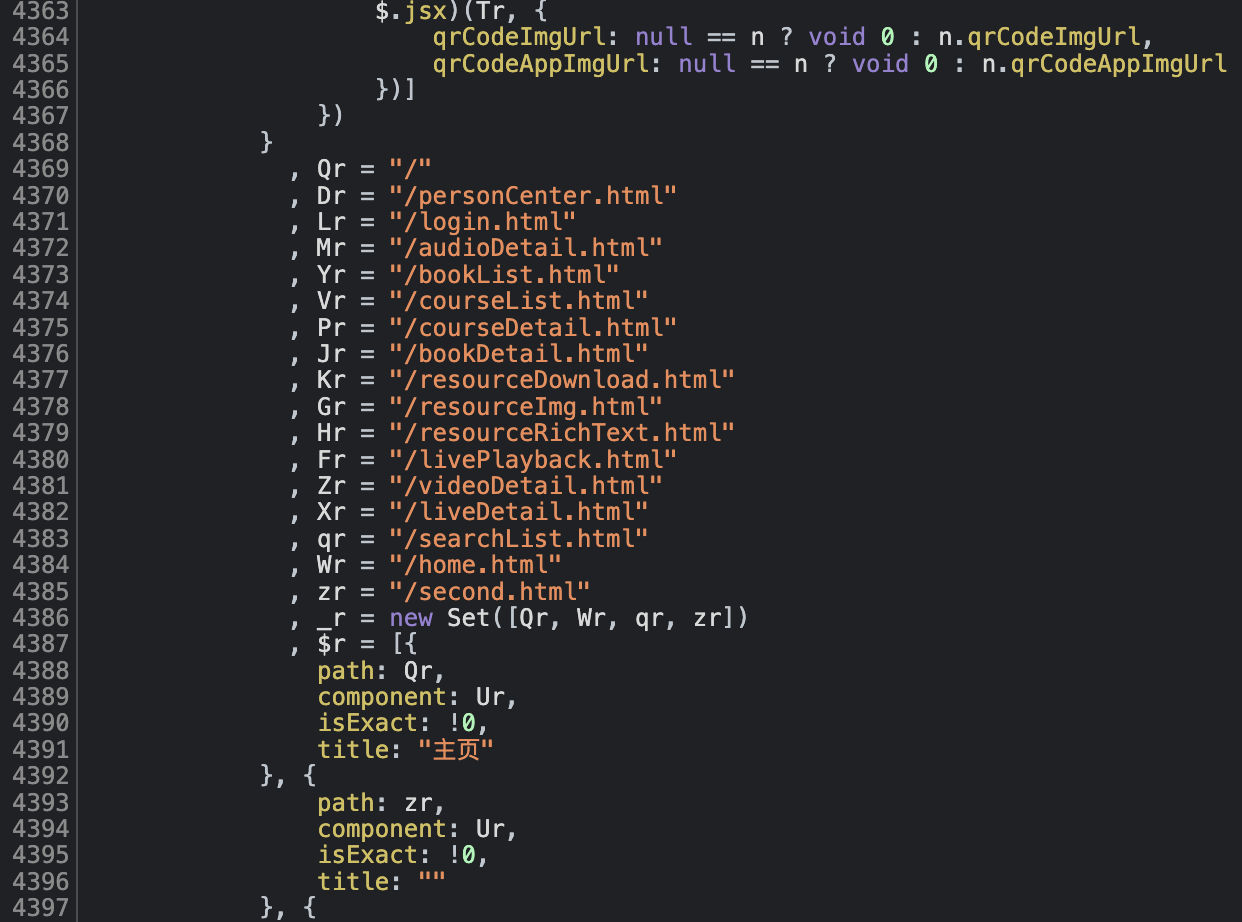 4363 $.jsx)(Tr, {
4364 qrCodeImgUrl: null == n ? void 0 : n.qrCodeImgUrl,
4365 qrCodeAppImgUrl: null == n ? void 0 : n.qrCodeAppImgUrl
4366 })]
4367 })
4368 }
4369 , Qr = "/"
4370 , Dr = "/personCenter.html"
4371 , Lr = "/login.html"
4372 , Mr = "/audioDetail.html"
4373 , Yr = "/bookList.html"
4374 , Vr = "/courseList.html"
4375 , Pr = "/courseDetail.html"
4376 , Jr = "/bookDetail.html"
4377 , Kr = "/resourceDownload.html"
4378 , Gr = "/resourceImg.html"
4379 , Hr = "/resourceRichText.html"
4380 , Fr = "/livePlayback.html"
4381 , Zr = "/videoDetail.html"
4382 , Xr = "/liveDetail.html"
4383 , qr = "/searchList.html"
4384 , Wr = "/home.html"
4385 , zr = "/second.html"
4386 , _r = new Set([Qr, Wr, qr, zr])
4387 , $r = [{
4388 path: Qr,
4389 component: Ur,
4390 isExact: !0,
4391 title: "主页"
4392 }, {
4393 path: zr,
4394 component: Ur,
4395 isExact: !0,
4396 title: ""
4397 }, {